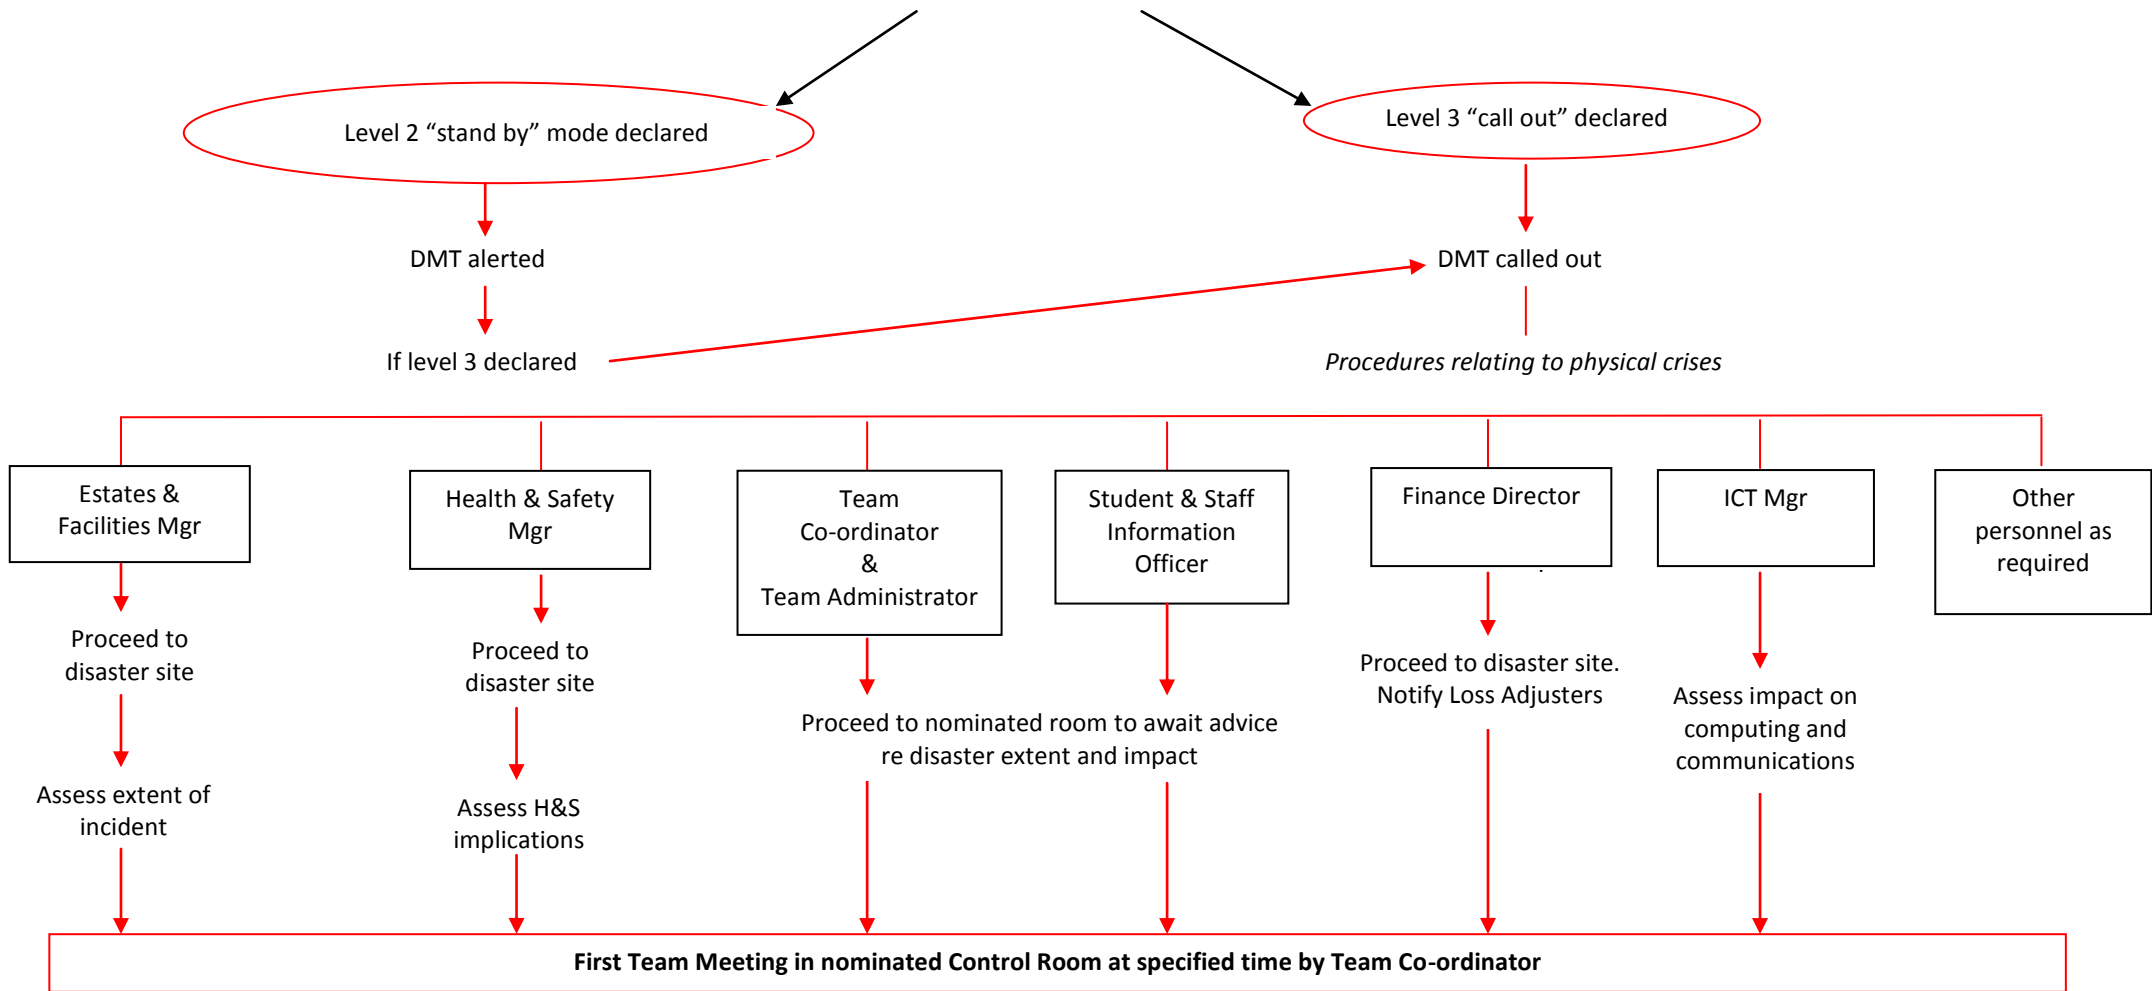 Level 2 “stand by” mode declared
Level 3 “call out” declared
DMT alerted
DMT called out
If level 3 declared
Procedures relating to physical crises
Estates &
Facilities Mgr
Health & Safety
Mgr
Team
Co-ordinator
&
Team Administrator
Student & Staff
Information
Officer
Finance Director
ICT Mgr
Other
personnel as
required
Proceed to
disaster site
Proceed to
disaster site
Proceed to nominated room to await advice
re disaster extent and impact
Proceed to disaster site.
Notify Loss Adjusters
Assess impact on
computing and
communications
Assess extent of
incident
Assess H&S
implications
First Team Meeting in nominated Control Room at specified time by Team Co-ordinator